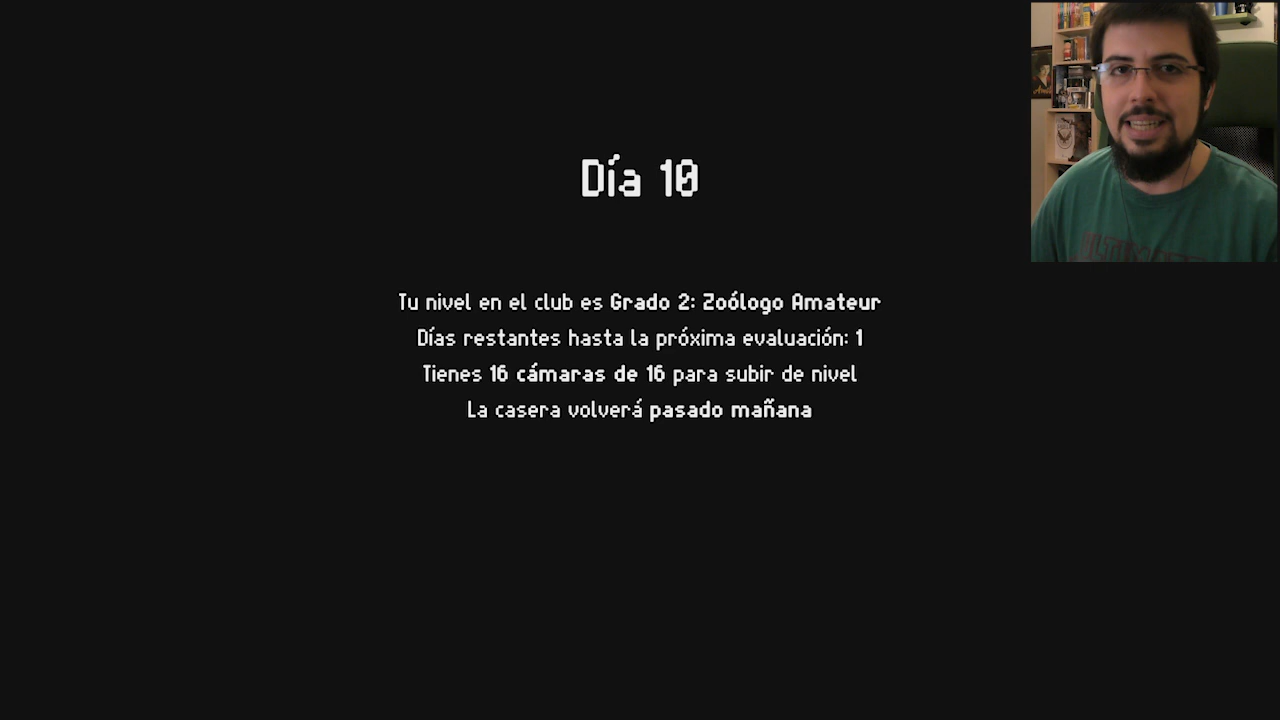 Día 10
Tu nivel en el club es Grado 2: Zoólogo Amateur
Días restantes hasta la próxima evaluación: 1
Tienes 16 cámaras de 16 para subir de nivel
La casera volverá pasado mañana